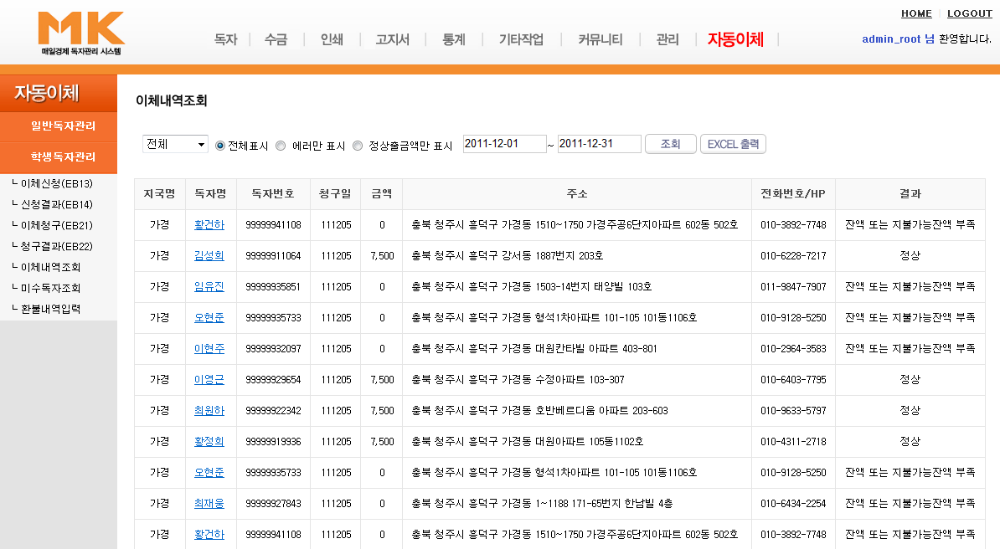 HOME LOGOUT
MK
매일경제 독자관리 시스템
독자 수금 인쇄 고지서 통계 기타작업 커뮤니티 관리 자동이체
admin_root 님 환영합니다.
자동이체
일반독자관리
학생독자관리
└ 이체신청(EB13)
└ 신청결과(EB14)
└ 이체청구(EB21)
└ 청구결과(EB22)
└ 이체내역조회
└ 미수독자조회
└ 환불내역입력
이체내역조회
전체 전체표시 에러만 표시 정상출금액만 표시 2011-12-01 ~ 2011-12-31 조회 EXCEL 출력
지국명 독자명 독자번호 청구일 금액 주소 전화번호/HP 결과
가경 황건하 99999941108 111205 0 충북 청주시 흥덕구 가경동 1510~1750 가경주공6단지아파트 602동 502호 010-3892-7748 잔액 또는 지불가능잔액 부족
가경 김성희 99999911064 111205 7,500 충북 청주시 흥덕구 강서동 1887번지 203호 010-6228-7217 정상
가경 임유진 99999935851 111205 0 충북 청주시 흥덕구 가경동 1503-14번지 태양빌 103호 011-9847-7907 잔액 또는 지불가능잔액 부족
가경 오현준 99999935733 111205 0 충북 청주시 흥덕구 가경동 형석1차아파트 101-105 101동1106호 010-9128-5250 잔액 또는 지불가능잔액 부족
가경 이현주 99999932097 111205 0 충북 청주시 흥덕구 가경동 대원칸타빌 아파트 403-801 010-2964-3583 잔액 또는 지불가능잔액 부족
가경 이영근 99999929654 111205 7,500 충북 청주시 흥덕구 가경동 수정아파트 103-307 010-6403-7795 정상
가경 최원하 99999922342 111205 7,500 충북 청주시 흥덕구 가경동 호반베르디움 아파트 203-603 010-9633-5797 정상
가경 황정희 99999919936 111205 7,500 충북 청주시 흥덕구 가경동 대원아파트 105동1102호 010-4311-2718 정상
가경 오현준 99999935733 111205 0 충북 청주시 흥덕구 가경동 형석1차아파트 101-105 101동1106호 010-9128-5250 잔액 또는 지불가능잔액 부족
가경 최재웅 99999927843 111205 0 충북 청주시 흥덕구 가경동 1~1188 171-65번지 한남빌 4층 010-6434-2254 잔액 또는 지불가능잔액 부족
가경 황건하 99999941108 111205 0 충북 청주시 흥덕구 가경동 1510~1750 가경주공6단지아파트 602동 502호 010-3892-7748 잔액 또는 지불가능잔액 부족